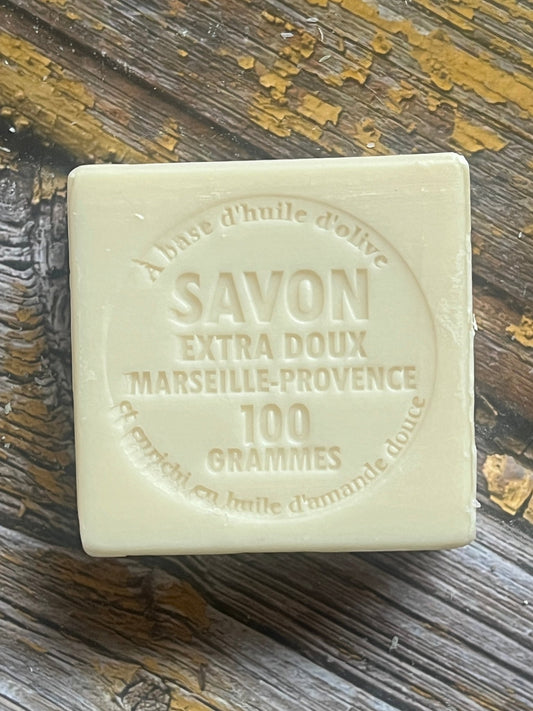 À base d'huile d'olive
SAVON
EXTRA DOUX
MARSEILLE-PROVENCE
100
GRAMMES
et enrichi en huile d'amande douce